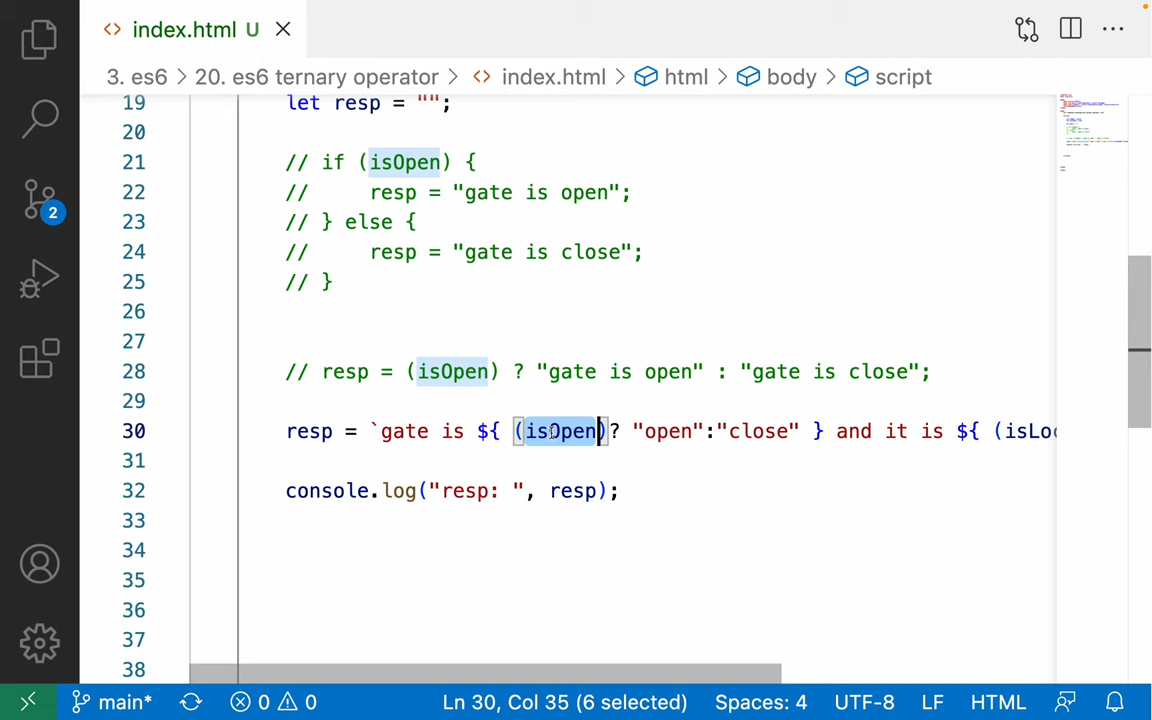 index.html U
3. es6 > 20. es6 ternary operator > index.html > html > body > script
19 let resp = "";
20
21 // if (isOpen) {
22 //     resp = "gate is open";
23 // } else {
24 //     resp = "gate is close";
25 // }
26
27
28 // resp = (isOpen) ? "gate is open" : "gate is close";
29
30 resp = `gate is ${ (isOpen)? "open":"close" } and it is ${ (isLo
31
32 console.log("resp: ", resp);
33
34
35
36
37
38
2
main* 0 0 Ln 30, Col 35 (6 selected) Spaces: 4 UTF-8 LF HTML